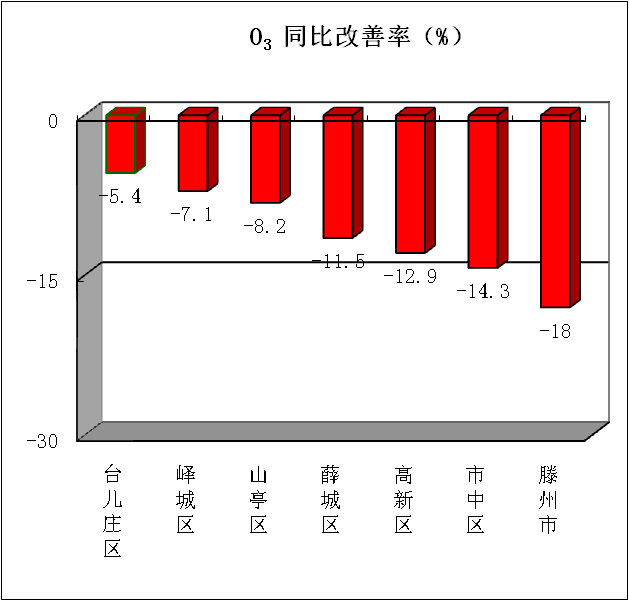 O₃ 同比改善率（%）
0
-15
-30
-5.4
-7.1
-8.2
-11.5
-12.9
-14.3
-18
台儿庄区
峄城区
山亭区
薛城区
高新区
市中区
滕州市